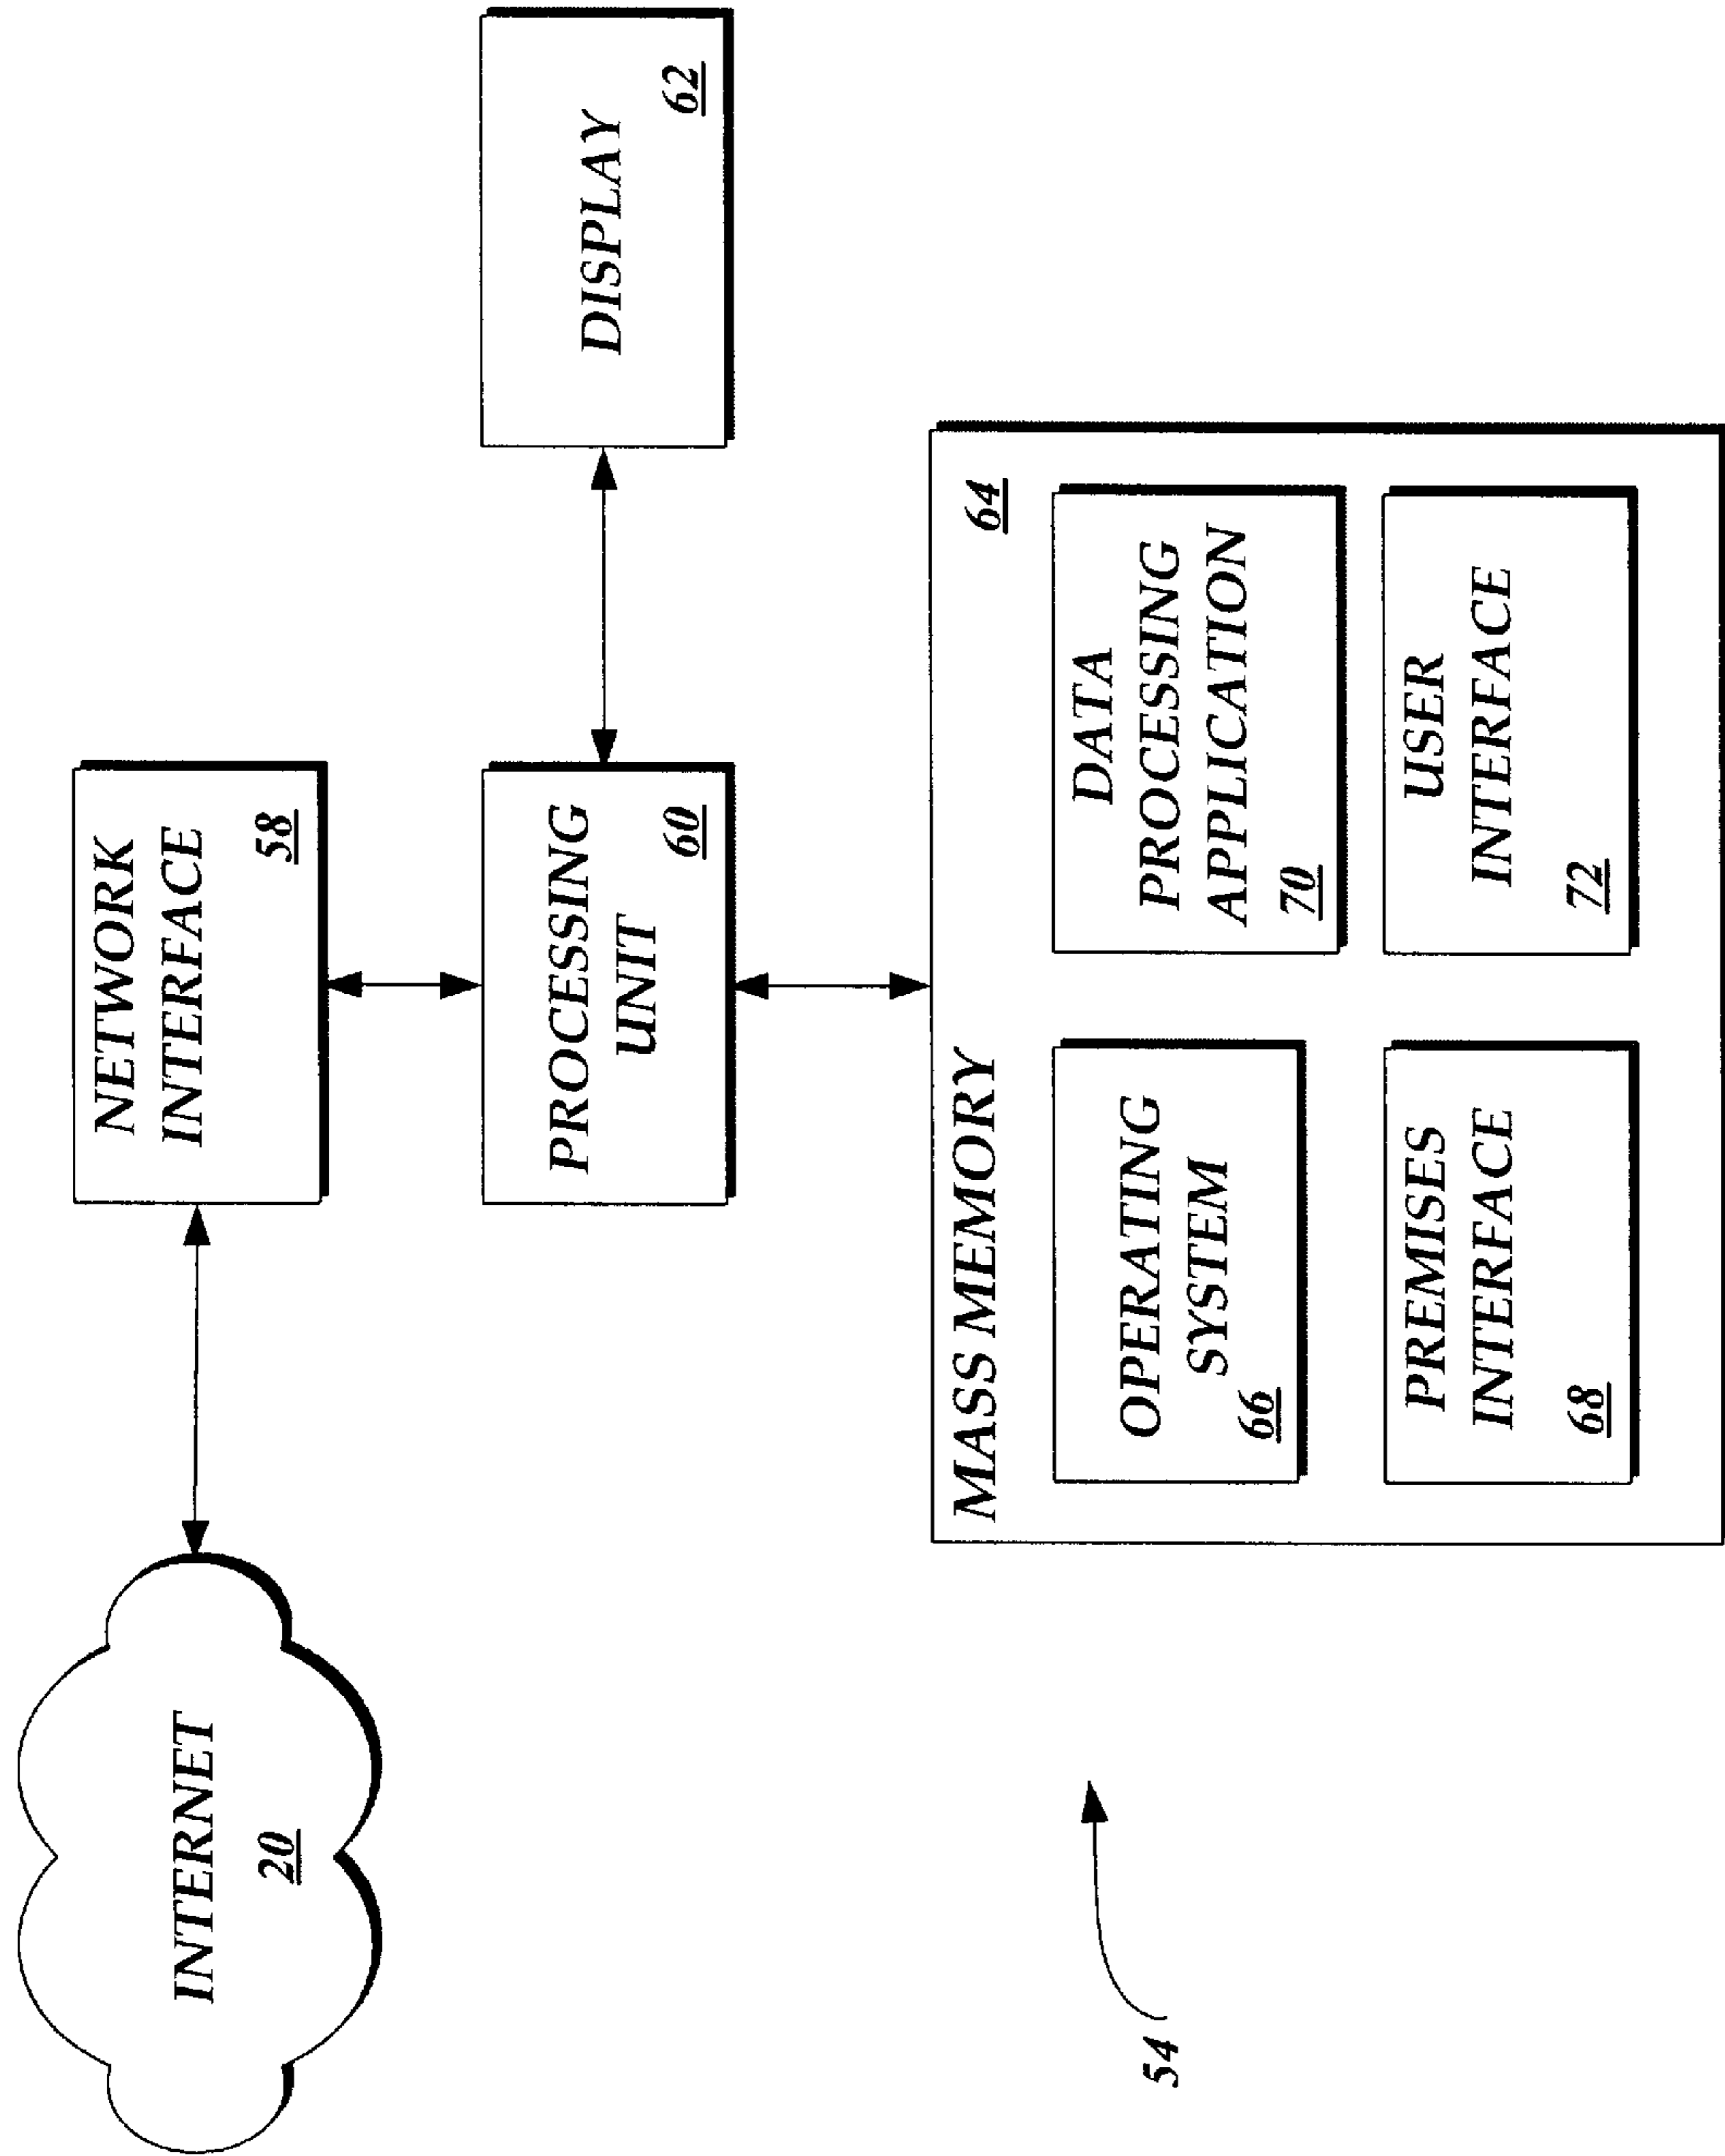 INTERNET
20
NETWORK
INTERFACE
58
PROCESSING
UNIT
60
DISPLAY
62
MASS MEMORY
64
OPERATING
SYSTEM
66
DATA
PROCESSING
APPLICATION
70
PREMISES
INTERFACE
68
USER
INTERFACE
72
54